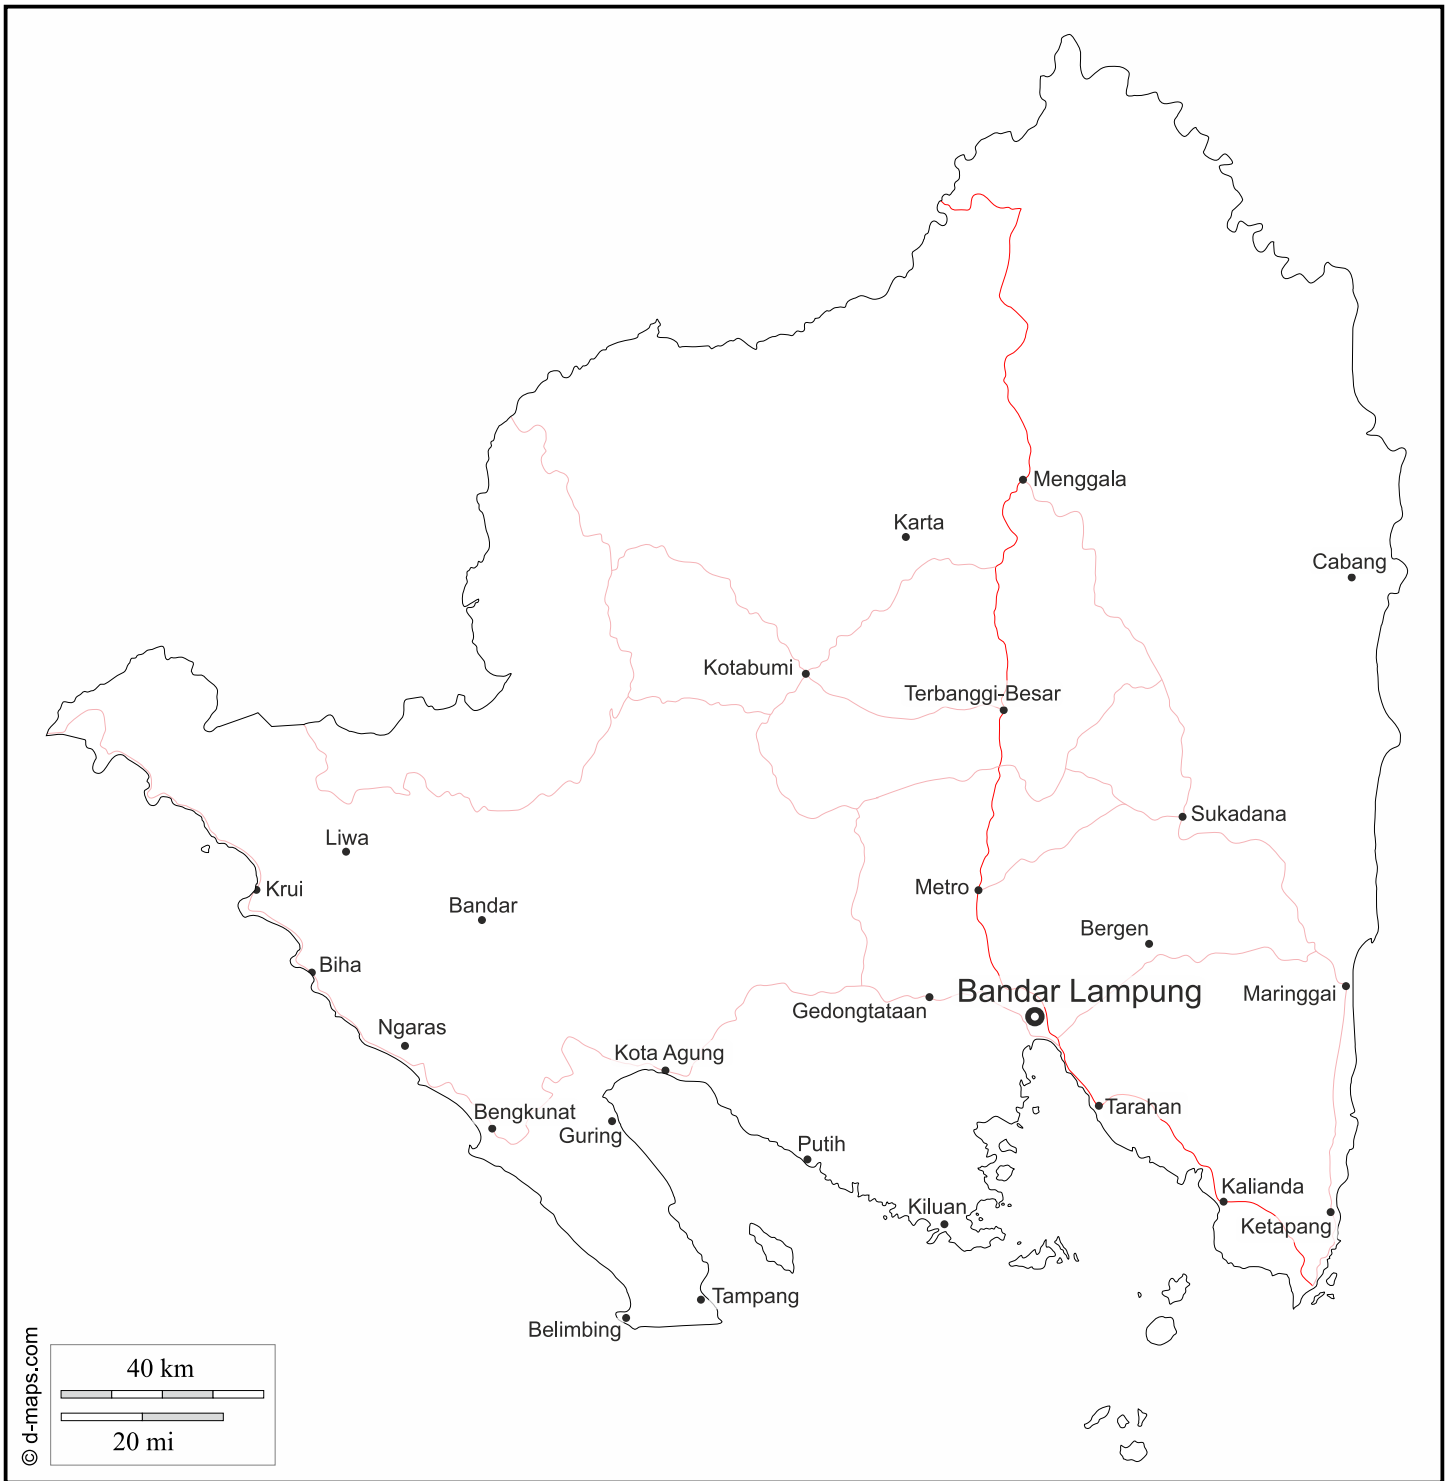 Menggala
Karta
Cabang
Kotabumi
Terbanggi-Besar
Sukadana
Liwa
Krui
Metro
Bandar
Bergen
Biha
Bandar Lampung
Maringgai
Gedongtataan
Ngaras
Kota Agung
Bengkunat
Tarahan
Guring
Putih
Kalianda
Kiluan
Ketapang
Tampang
Belimbing
© d-maps.com
40 km
20 mi